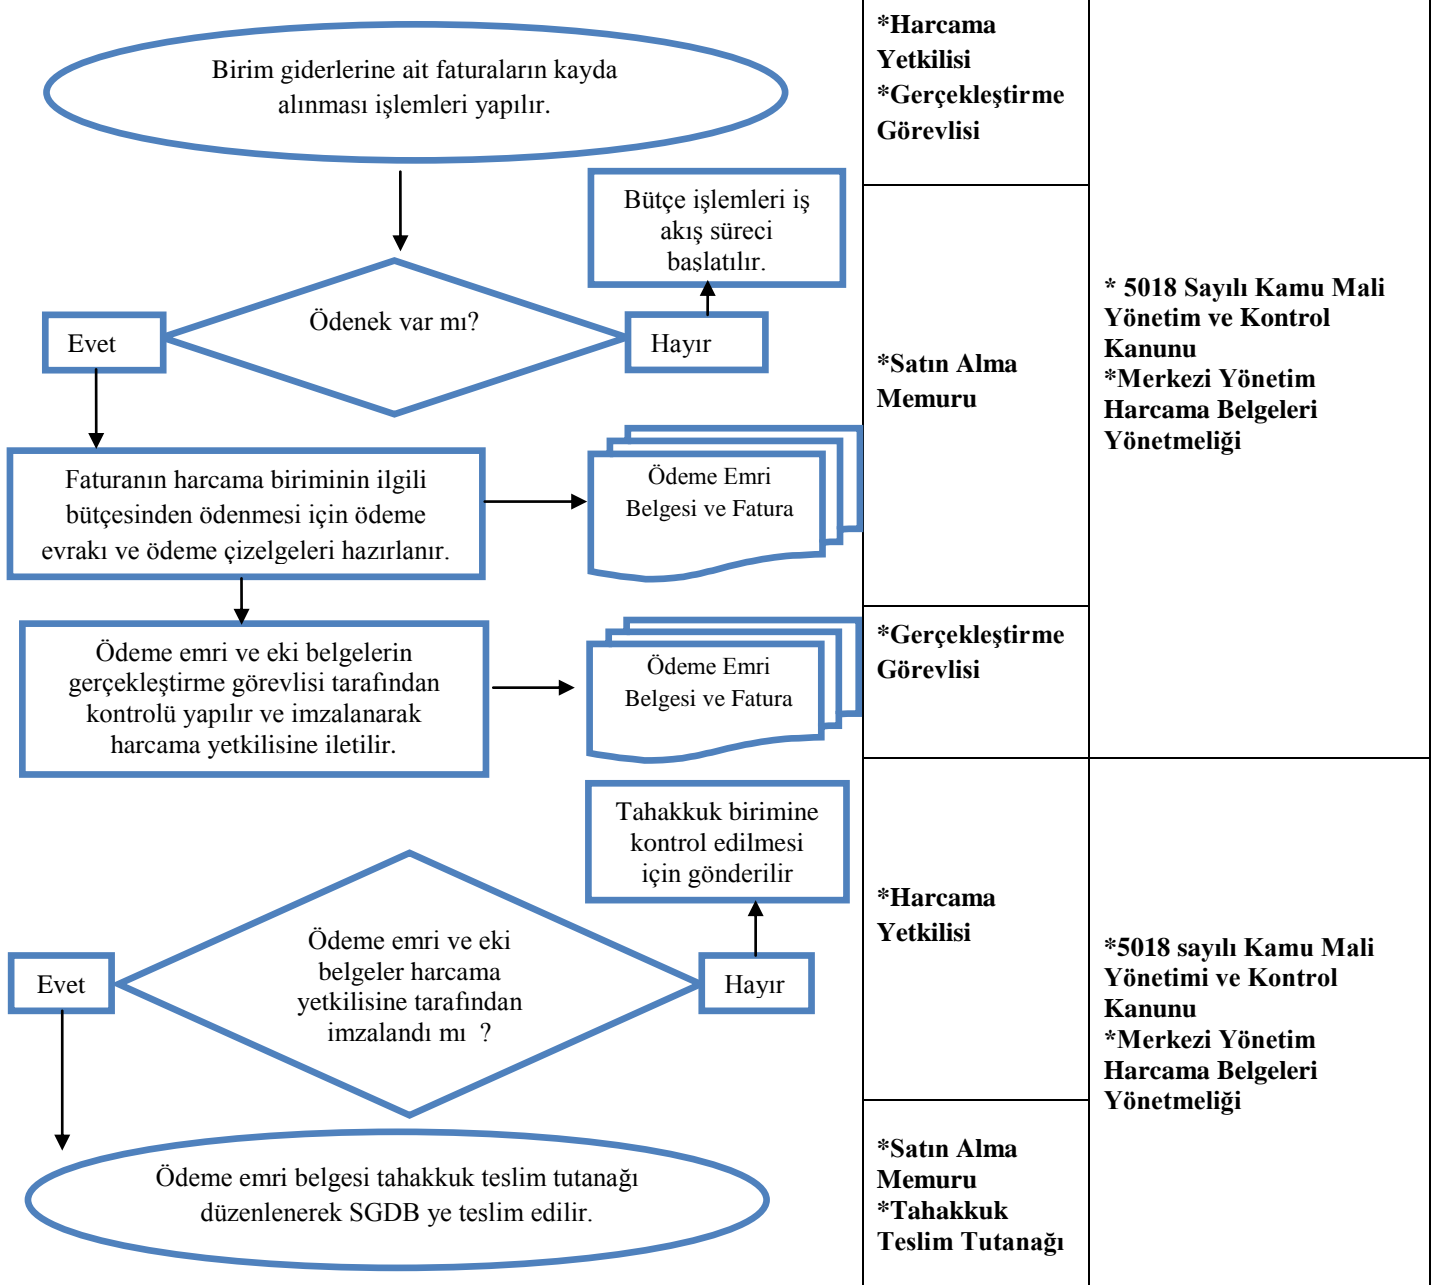 Birim giderlerine ait faturaların kayda
alınması işlemleri yapılır.
*Harcama
Yetkilisi
*Gerçekleştirme
Görevlisi
Bütçe işlemleri iş
akış süreci
başlatılır.
Ödenek var mı?
Evet
Hayır
*Satın Alma
Memuru
* 5018 Sayılı Kamu Mali
Yönetim ve Kontrol
Kanunu
*Merkezi Yönetim
Harcama Belgeleri
Yönetmeliği
Faturanın harcama biriminin ilgili
bütçesinden ödenmesi için ödeme
evrakı ve ödeme çizelgeleri hazırlanır.
Ödeme Emri
Belgesi ve Fatura
Ödeme emri ve eki belgelerin
gerçekleştirme görevlisi tarafından
kontrolü yapılır ve imzalanarak
harcama yetkilisine iletilir.
Ödeme Emri
Belgesi ve Fatura
*Gerçekleştirme
Görevlisi
Tahakkuk birimine
kontrol edilmesi
için gönderilir
Ödeme emri ve eki
belgeler harcama
yetkilisine tarafından
imzalandı mı  ?
Evet
Hayır
*Harcama
Yetkilisi
*5018 sayılı Kamu Mali
Yönetimi ve Kontrol
Kanunu
*Merkezi Yönetim
Harcama Belgeleri
Yönetmeliği
Ödeme emri belgesi tahakkuk teslim tutanağı
düzenlenerek SGDB ye teslim edilir.
*Satın Alma
Memuru
*Tahakkuk
Teslim Tutanağı